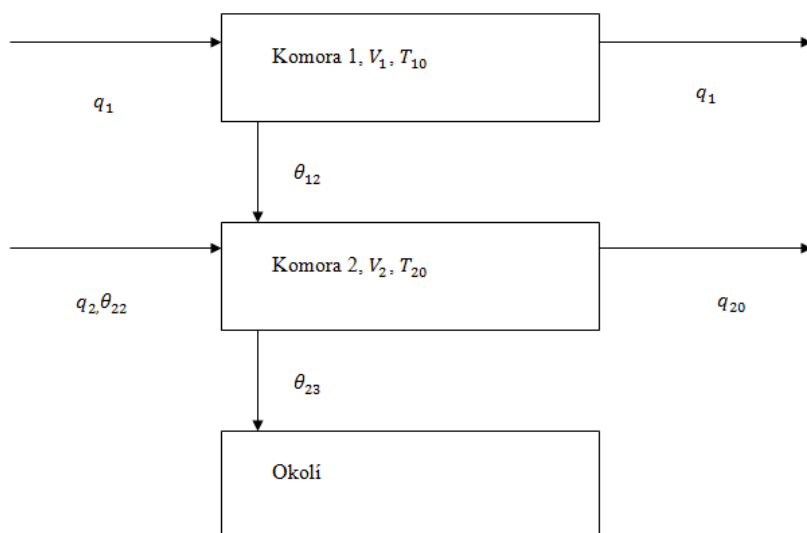 Komora 1, V₁, T₁₀
q₁
q₁
θ₁₂
Komora 2, V₂, T₂₀
q₂,θ₂₂
q₂₀
θ₂₃
Okolí